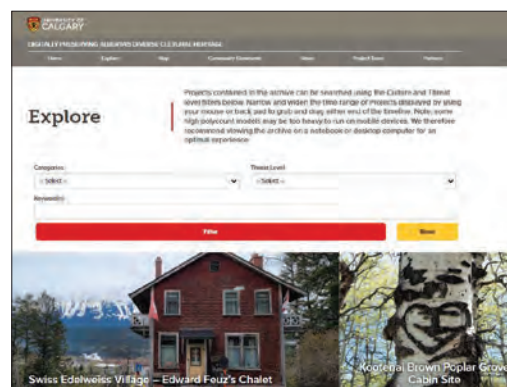 UNIVERSITY OF
CALGARY
DIGITALLY PRESERVING ALBERTA'S DIVERSE CULTURAL HERITAGE
Home Explore Map Community Project Team Partners
Projects contained in the archive can be searched using the Culture and Threat
level filters below. Narrow and widen the time range of Projects displayed by using
your mouse or track pad to grab and drag either end of the timeline. Note, some
high polycount models may be too heavy to run on mobile devices. We therefore
recommend viewing the archive on a notebook or desktop computer for an
optimal experience
Explore
Categories Threat Level
- Select - - Select -
Keyword(s)
Filter Reset
Swiss Edelweiss Village – Edward Feuz's Chalet
Kootenai Brown Poplar Grove
Cabin Site